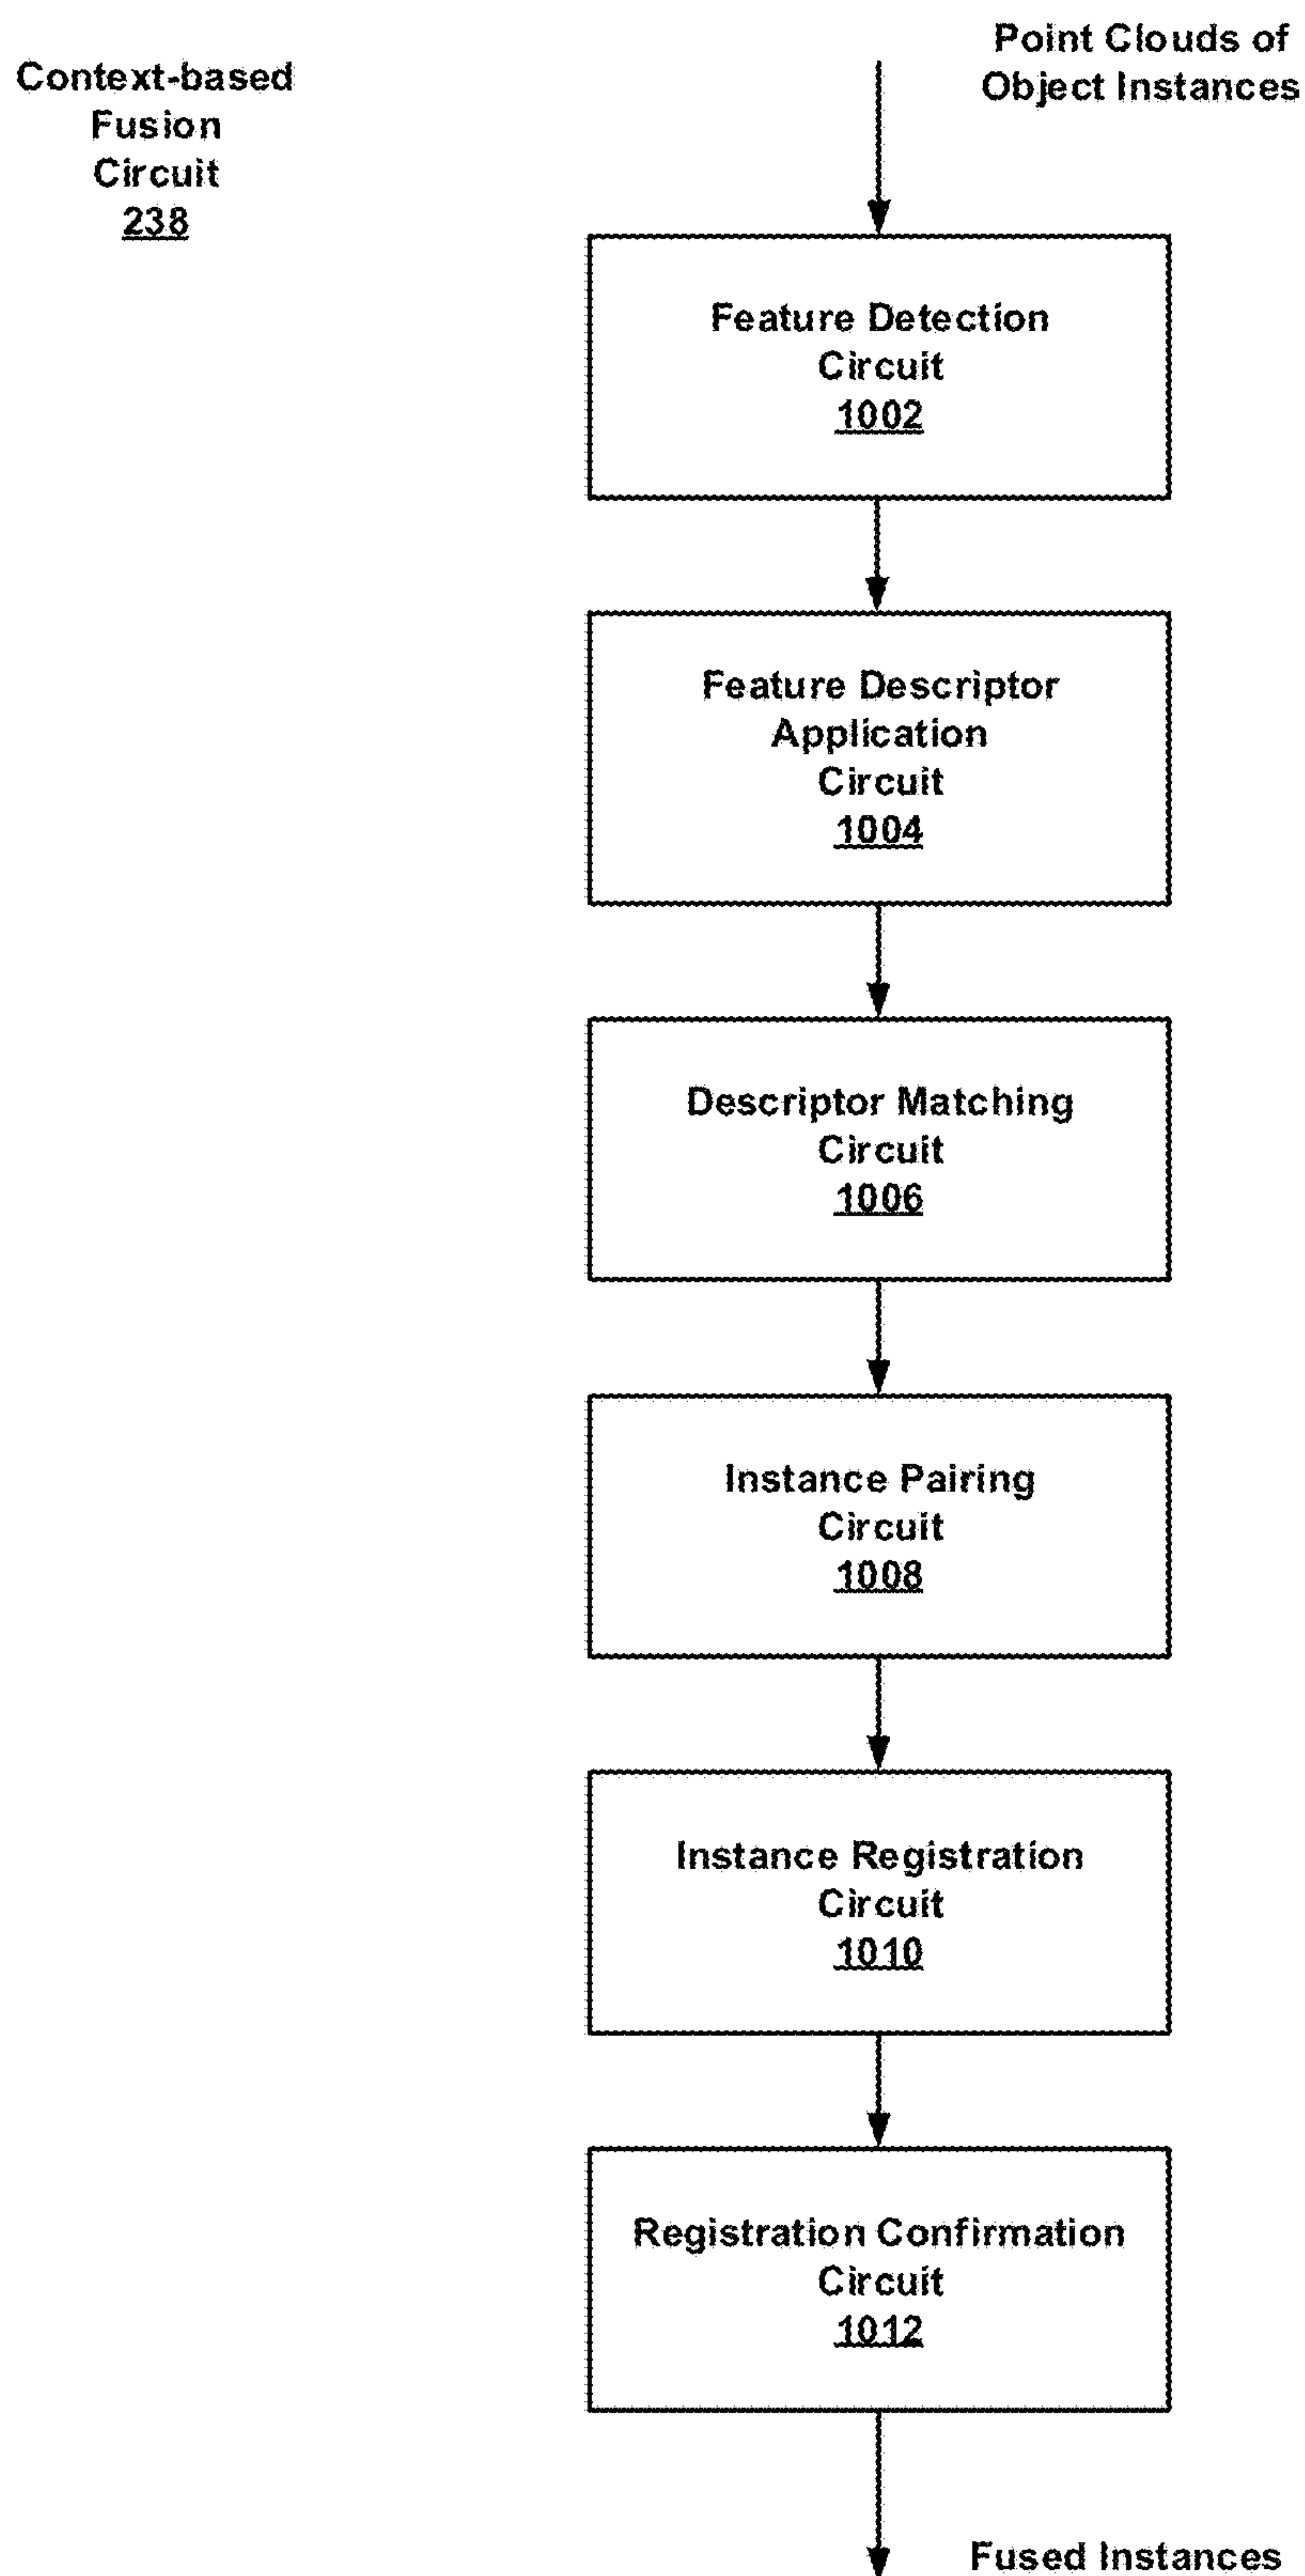 Context-based
Fusion
Circuit
238
Point Clouds of
Object Instances
Feature Detection
Circuit
1002
Feature Descriptor
Application
Circuit
1004
Descriptor Matching
Circuit
1006
Instance Pairing
Circuit
1008
Instance Registration
Circuit
1010
Registration Confirmation
Circuit
1012
Fused Instances